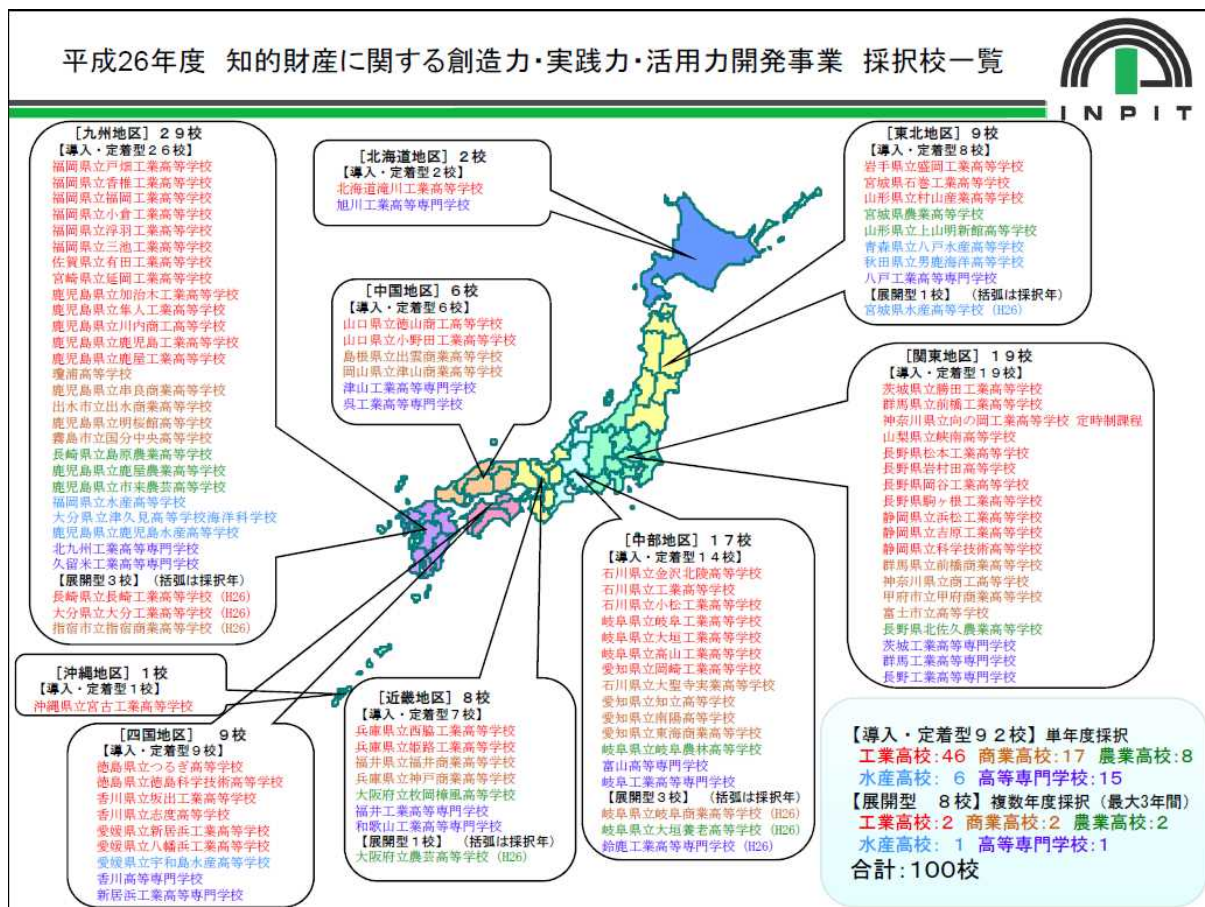 平成26年度 知的財産に関する創造力・実践力・活用力開発事業 採択校一覧
INPIT
[九州地区] 29校
【導入・定着型26校】
福岡県立戸畑工業高等学校
福岡県立香椎工業高等学校
福岡県立福岡工業高等学校
福岡県立小倉工業高等学校
福岡県立浮羽工業高等学校
福岡県立三池工業高等学校
佐賀県立有田工業高等学校
宮崎県立延岡工業高等学校
鹿児島県立加治木工業高等学校
鹿児島県立隼人工業高等学校
鹿児島県立川内商工高等学校
鹿児島県立鹿児島工業高等学校
鹿児島県立鹿屋工業高等学校
瓊浦高等学校
鹿児島県立串良商業高等学校
出水市立出水商業高等学校
鹿児島県立明桜館高等学校
霧島市立国分中央高等学校
長崎県立島原農業高等学校
鹿児島県立鹿屋農業高等学校
鹿児島県立市来農芸高等学校
福岡県立水産高等学校
大分県立津久見高等学校海洋科学校
鹿児島県立鹿児島水産高等学校
北九州工業高等専門学校
久留米工業高等専門学校
【展開型3校】 (括弧は採択年)
長崎県立長崎工業高等学校 (H26)
大分県立大分工業高等学校 (H26)
指宿市立指宿商業高等学校 (H26)
[北海道地区] 2校
【導入・定着型2校】
北海道滝川工業高等学校
旭川工業高等専門学校
[東北地区] 9校
【導入・定着型8校】
岩手県立盛岡工業高等学校
宮城県石巻工業高等学校
山形県立村山産業高等学校
宮城県農業高等学校
山形県立上山明新館高等学校
青森県立八戸水産高等学校
秋田県立男鹿海洋高等学校
八戸工業高等専門学校
【展開型1校】 (括弧は採択年)
宮城県水産高等学校 (H26)
[中国地区] 6校
【導入・定着型6校】
山口県立徳山商工高等学校
山口県立小野田工業高等学校
島根県立出雲商業高等学校
岡山県立津山商業高等学校
津山工業高等専門学校
呉工業高等専門学校
[関東地区] 19校
【導入・定着型19校】
茨城県立勝田工業高等学校
群馬県立前橋工業高等学校
神奈川県立向の岡工業高等学校 定時制課程
山梨県立峡南高等学校
長野県松本工業高等学校
長野県岩村田高等学校
長野県岡谷工業高等学校
長野県駒ヶ根工業高等学校
静岡県立浜松工業高等学校
静岡県立吉原工業高等学校
静岡県立科学技術高等学校
群馬県立前橋商業高等学校
神奈川県立商工高等学校
甲府市立甲府商業高等学校
富士市立高等学校
長野県北佐久農業高等学校
茨城工業高等専門学校
群馬工業高等専門学校
長野工業高等専門学校
[中部地区] 17校
【導入・定着型14校】
石川県立金沢北陵高等学校
石川県立工業高等学校
石川県立小松工業高等学校
岐阜県立岐阜工業高等学校
岐阜県立大垣工業高等学校
岐阜県立高山工業高等学校
愛知県立岡崎工業高等学校
石川県立大聖寺実業高等学校
愛知県立知立高等学校
愛知県立南陽高等学校
愛知県立東海商業高等学校
岐阜県立岐阜農林高等学校
富山高等専門学校
岐阜工業高等専門学校
【展開型3校】 (括弧は採択年)
岐阜県立岐阜商業高等学校 (H26)
岐阜県立大垣養老高等学校 (H26)
鈴鹿工業高等専門学校 (H26)
[沖縄地区] 1校
【導入・定着型1校】
沖縄県立宮古工業高等学校
[四国地区] 9校
【導入・定着型9校】
徳島県立つるぎ高等学校
徳島県立徳島科学技術高等学校
香川県立坂出工業高等学校
香川県立志度高等学校
愛媛県立新居浜工業高等学校
愛媛県立八幡浜工業高等学校
愛媛県立宇和島水産高等学校
香川高等専門学校
新居浜工業高等専門学校
[近畿地区] 8校
【導入・定着型7校】
兵庫県立西脇工業高等学校
兵庫県立姫路工業高等学校
福井県立福井商業高等学校
兵庫県立神戸商業高等学校
大阪府立枚岡樟風高等学校
福井工業高等専門学校
和歌山工業高等専門学校
【展開型1校】 (括弧は採択年)
大阪府立農芸高等学校 (H26)
【導入・定着型92校】単年度採択
工業高校:46 商業高校:17 農業高校:8
水産高校: 6 高等専門学校:15
【展開型 8校】複数年度採択(最大3年間)
工業高校:2 商業高校:2 農業高校:2
水産高校: 1 高等専門学校:1
合計:100校